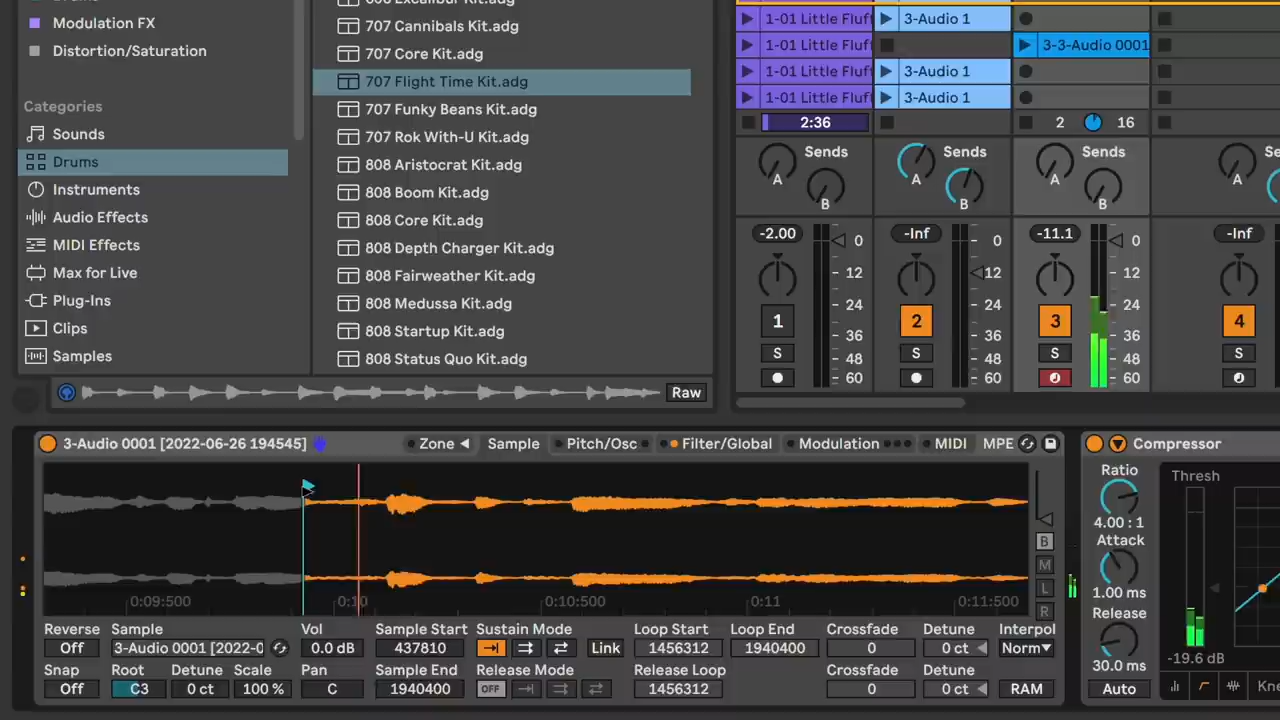 Modulation FX
Distortion/Saturation
Categories
Sounds
Drums
Instruments
Audio Effects
MIDI Effects
Max for Live
Plug-Ins
Clips
Samples
707 Cannibals Kit.adg
707 Core Kit.adg
707 Flight Time Kit.adg
707 Funky Beans Kit.adg
707 Rok With-U Kit.adg
808 Aristocrat Kit.adg
808 Boom Kit.adg
808 Core Kit.adg
808 Depth Charger Kit.adg
808 Fairweather Kit.adg
808 Medussa Kit.adg
808 Startup Kit.adg
808 Status Quo Kit.adg
Raw
1-01 Little Fluf 3-Audio 1
1-01 Little Fluf 3-3-Audio 0001
1-01 Little Fluf 3-Audio 1
1-01 Little Fluf 3-Audio 1
2:36 2 16
Sends Sends Sends Se
A A A A
B B B
-2.00 -Inf -11.1 -Inf
0 0 0
12 12 12
24 24 24
1 2 3 4
36 36 36
S S S S
48 48 48
60 60 60
3-Audio 0001 [2022-06-26 194545] Zone Sample Pitch/Osc Filter/Global Modulation MIDI MPE
B
M
L
R
0:09:500 0:10 0:10:500 0:11 0:11:500
Reverse Sample Vol Sample Start Sustain Mode Loop Start Loop End Crossfade Detune Interpol
Off 3-Audio 0001 [2022-0 0.0 dB 437810 Link 1456312 1940400 0 0 ct Norm
Snap Root Detune Scale Pan Sample End Release Mode Release Loop Crossfade Detune
Off C3 0 ct 100 % C 1940400 OFF 1456312 0 0 ct RAM
Compressor
Ratio
4.00 : 1
Attack
1.00 ms
Release
30.0 ms
Auto
Thresh
-19.6 dB
Kne